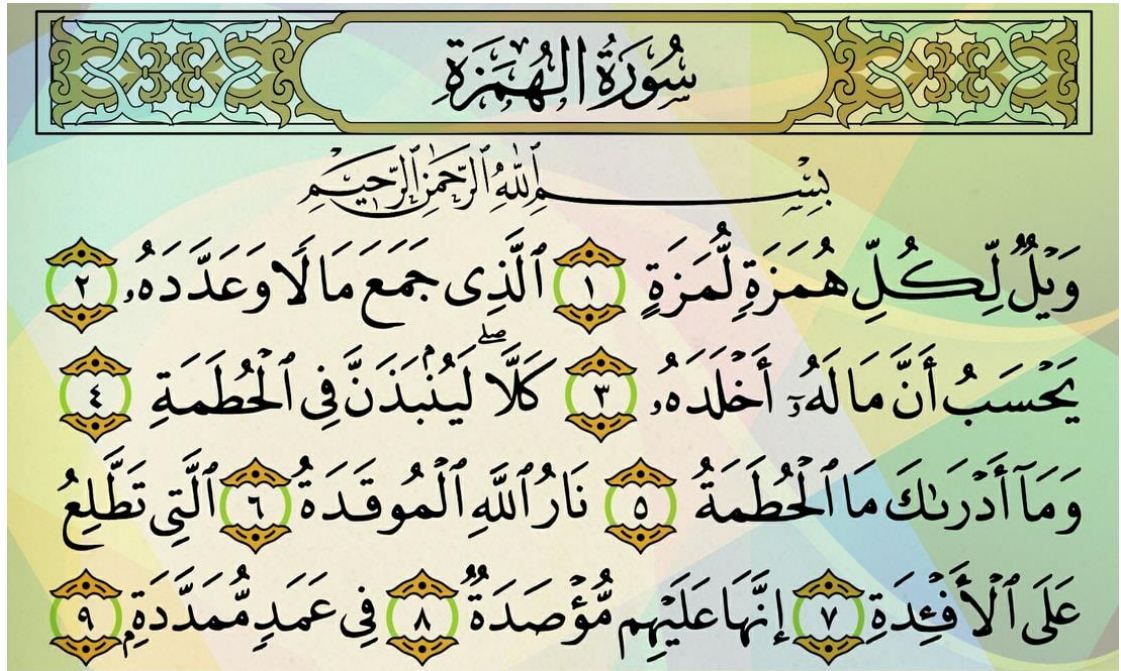 سُورَةُ الهُمَزَةِ
بِسْمِ ٱللَّهِ ٱلرَّحْمَٰنِ ٱلرَّحِيمِ
وَيْلٌ لِّكُلِّ هُمَزَةٍ لُّمَزَةٍ ١ ٱلَّذِى جَمَعَ مَالًا وَعَدَّدَهُۥ ٢
يَحْسَبُ أَنَّ مَالَهُۥٓ أَخْلَدَهُۥ ٣ كَلَّا ۖ لَيُنۢبَذَنَّ فِى ٱلْحُطَمَةِ ٤
وَمَآ أَدْرَىٰكَ مَا ٱلْحُطَمَةُ ٥ نَارُ ٱللَّهِ ٱلْمُوقَدَةُ ٦ ٱلَّتِى تَطَّلِعُ
عَلَى ٱلْأَفْـِٔدَةِ ٧ إِنَّهَا عَلَيْهِم مُّؤْصَدَةٌ ٨ فِى عَمَدٍ مُّمَدَّدَةٍۭ ٩